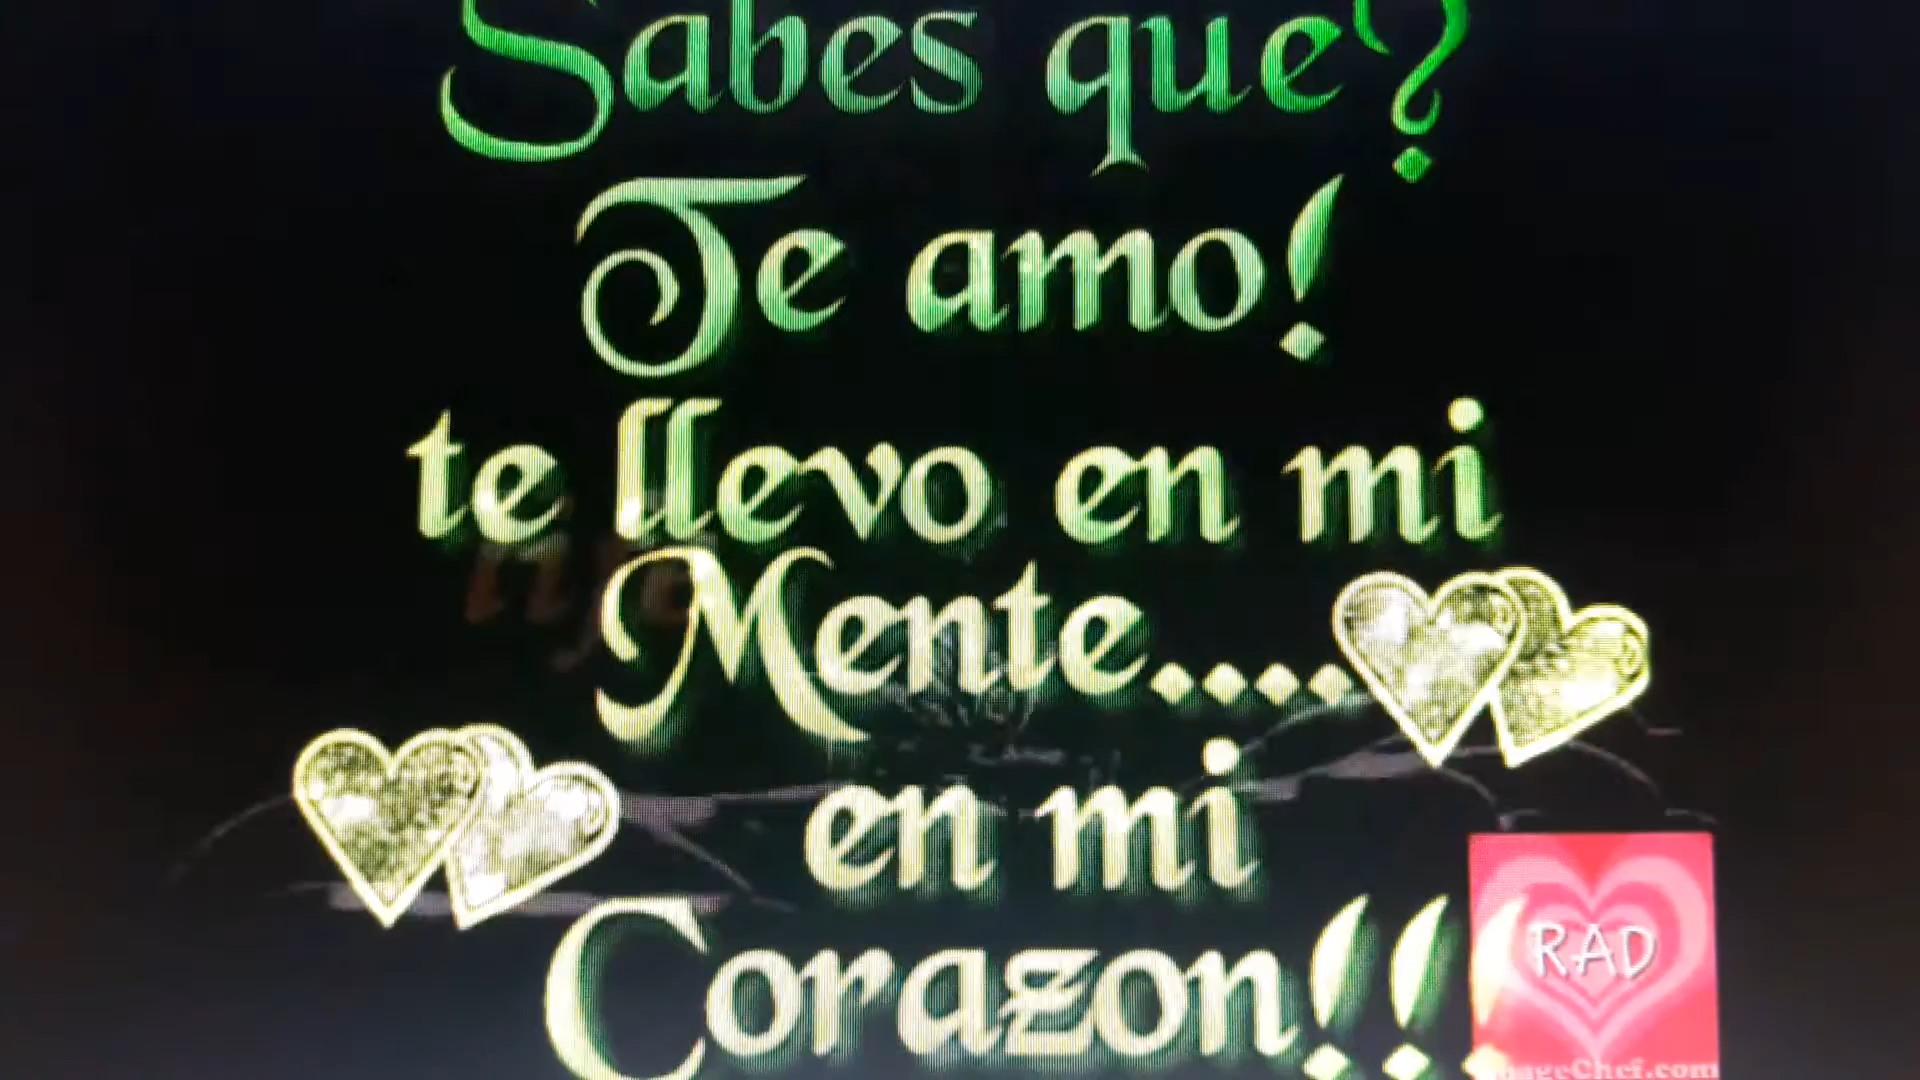 Sabes que?
Te amo!
te llevo en mi
Mente....
en mi
Corazon!!!
RAD